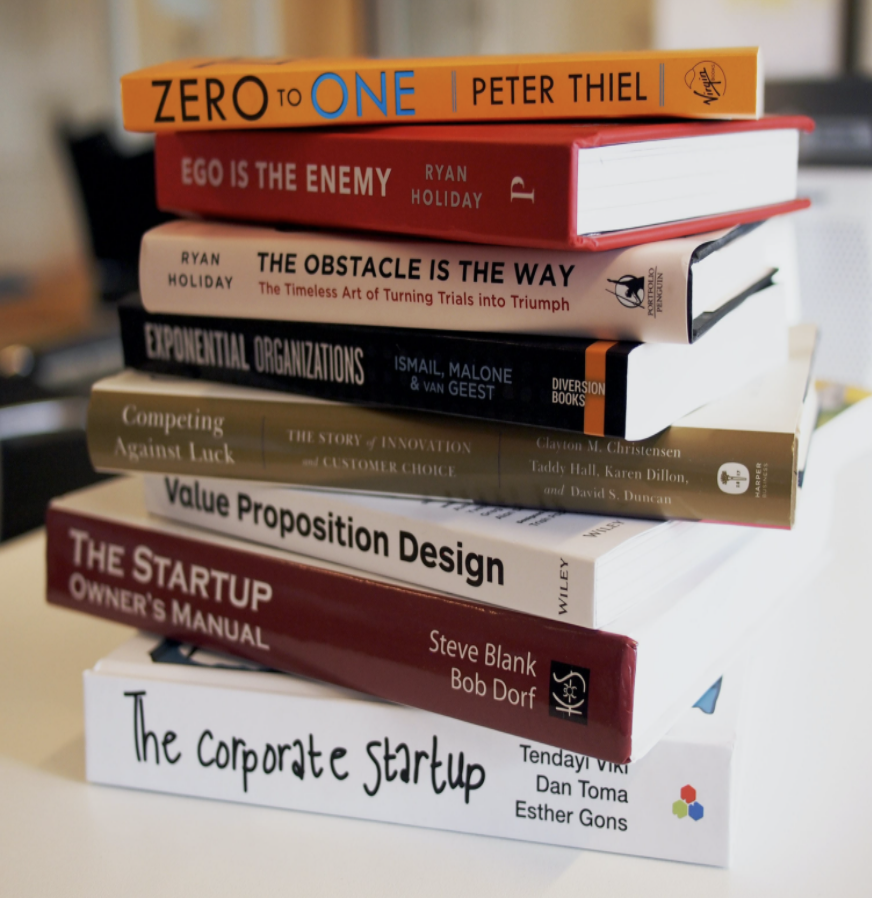 ZERO TO ONE PETER THIEL Virgin
EGO IS THE ENEMY
RYAN
HOLIDAY
P
RYAN
HOLIDAY
THE OBSTACLE IS THE WAY
The Timeless Art of Turning Trials into Triumph
PORTFOLIO
PENGUIN
EXPONENTIAL ORGANIZATIONS
ISMAIL, MALONE
& VAN GEEST
DIVERSION
BOOKS
Competing
Against Luck
THE STORY of INNOVATION
and CUSTOMER CHOICE
Clayton M. Christensen
Taddy Hall, Karen Dillon,
and David S. Duncan
HARPER
BUSINESS
Value Proposition Design
WILEY
WILEY
THE STARTUP
OWNER'S MANUAL
Steve Blank
Bob Dorf
K&S
The Corporate Startup
Tendayi Viki
Dan Toma
Esther Gons